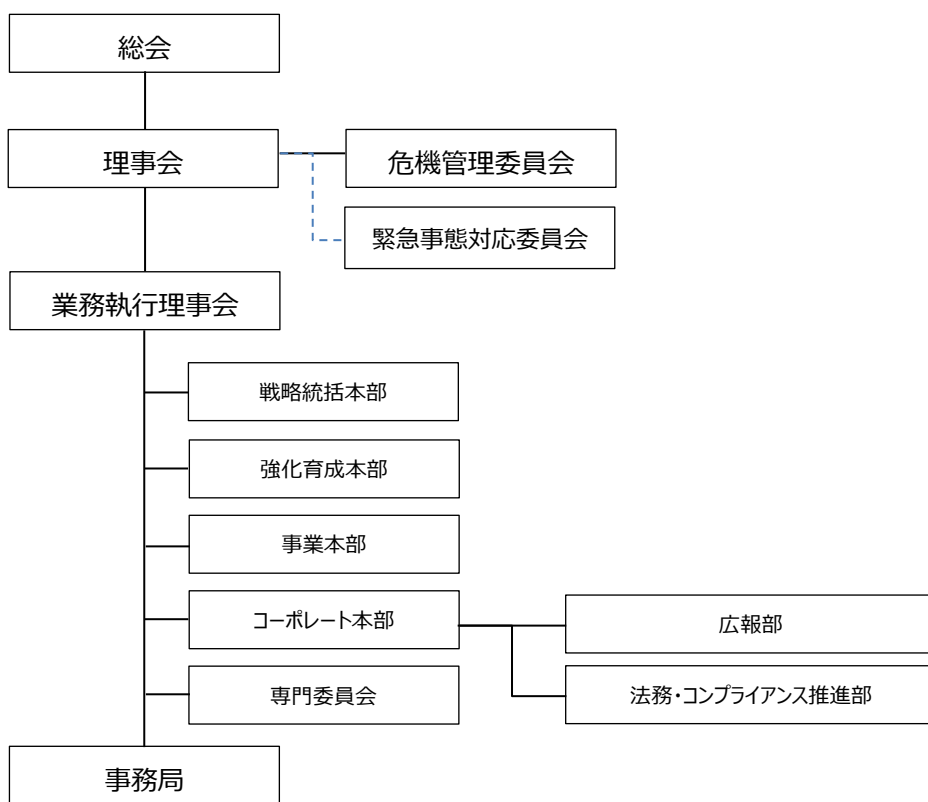 総会
理事会
危機管理委員会
緊急事態対応委員会
業務執行理事会
戦略統括本部
強化育成本部
事業本部
コーポレート本部
広報部
法務・コンプライアンス推進部
専門委員会
事務局